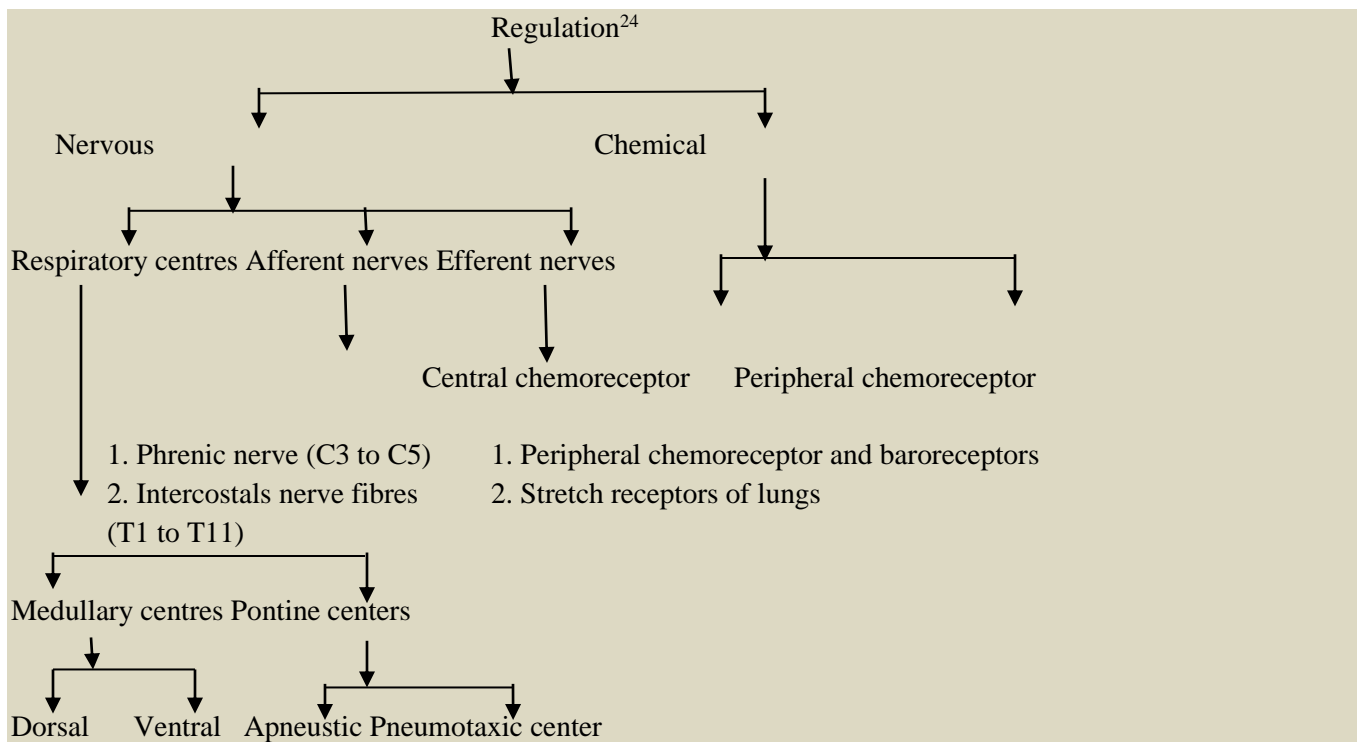 Regulation24
Nervous Chemical
Respiratory centres Afferent nerves Efferent nerves
Central chemoreceptor Peripheral chemoreceptor
1. Phrenic nerve (C3 to C5) 1. Peripheral chemoreceptor and baroreceptors
2. Intercostals nerve fibres 2. Stretch receptors of lungs
(T1 to T11)
Medullary centres Pontine centers
Dorsal Ventral Apneustic Pneumotaxic center